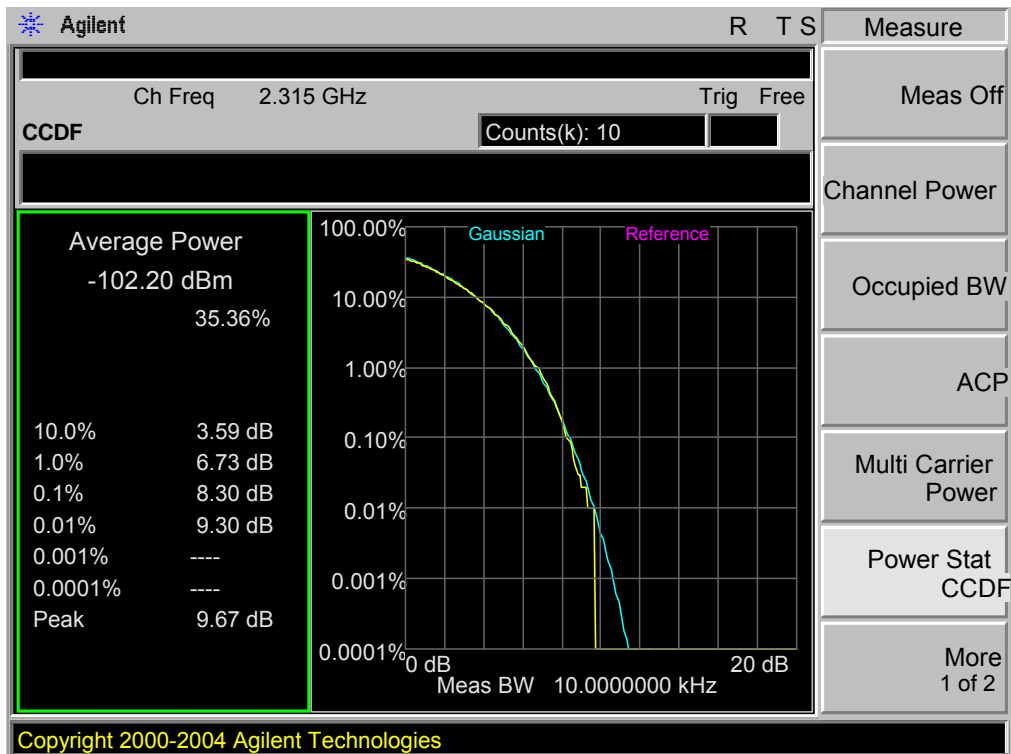 Agilent R T S Measure
Ch Freq 2.315 GHz Trig Free
CCDF Counts(k): 10
Average Power
-102.20 dBm
35.36%
10.0% 3.59 dB
1.0% 6.73 dB
0.1% 8.30 dB
0.01% 9.30 dB
0.001% ----
0.0001% ----
Peak 9.67 dB
Gaussian Reference
100.00%
10.00%
1.00%
0.10%
0.01%
0.001%
0.0001%
0 dB 20 dB
Meas BW 10.0000000 kHz
Meas Off
Channel Power
Occupied BW
ACP
Multi Carrier
Power
Power Stat
CCDF
More
1 of 2
Copyright 2000-2004 Agilent Technologies